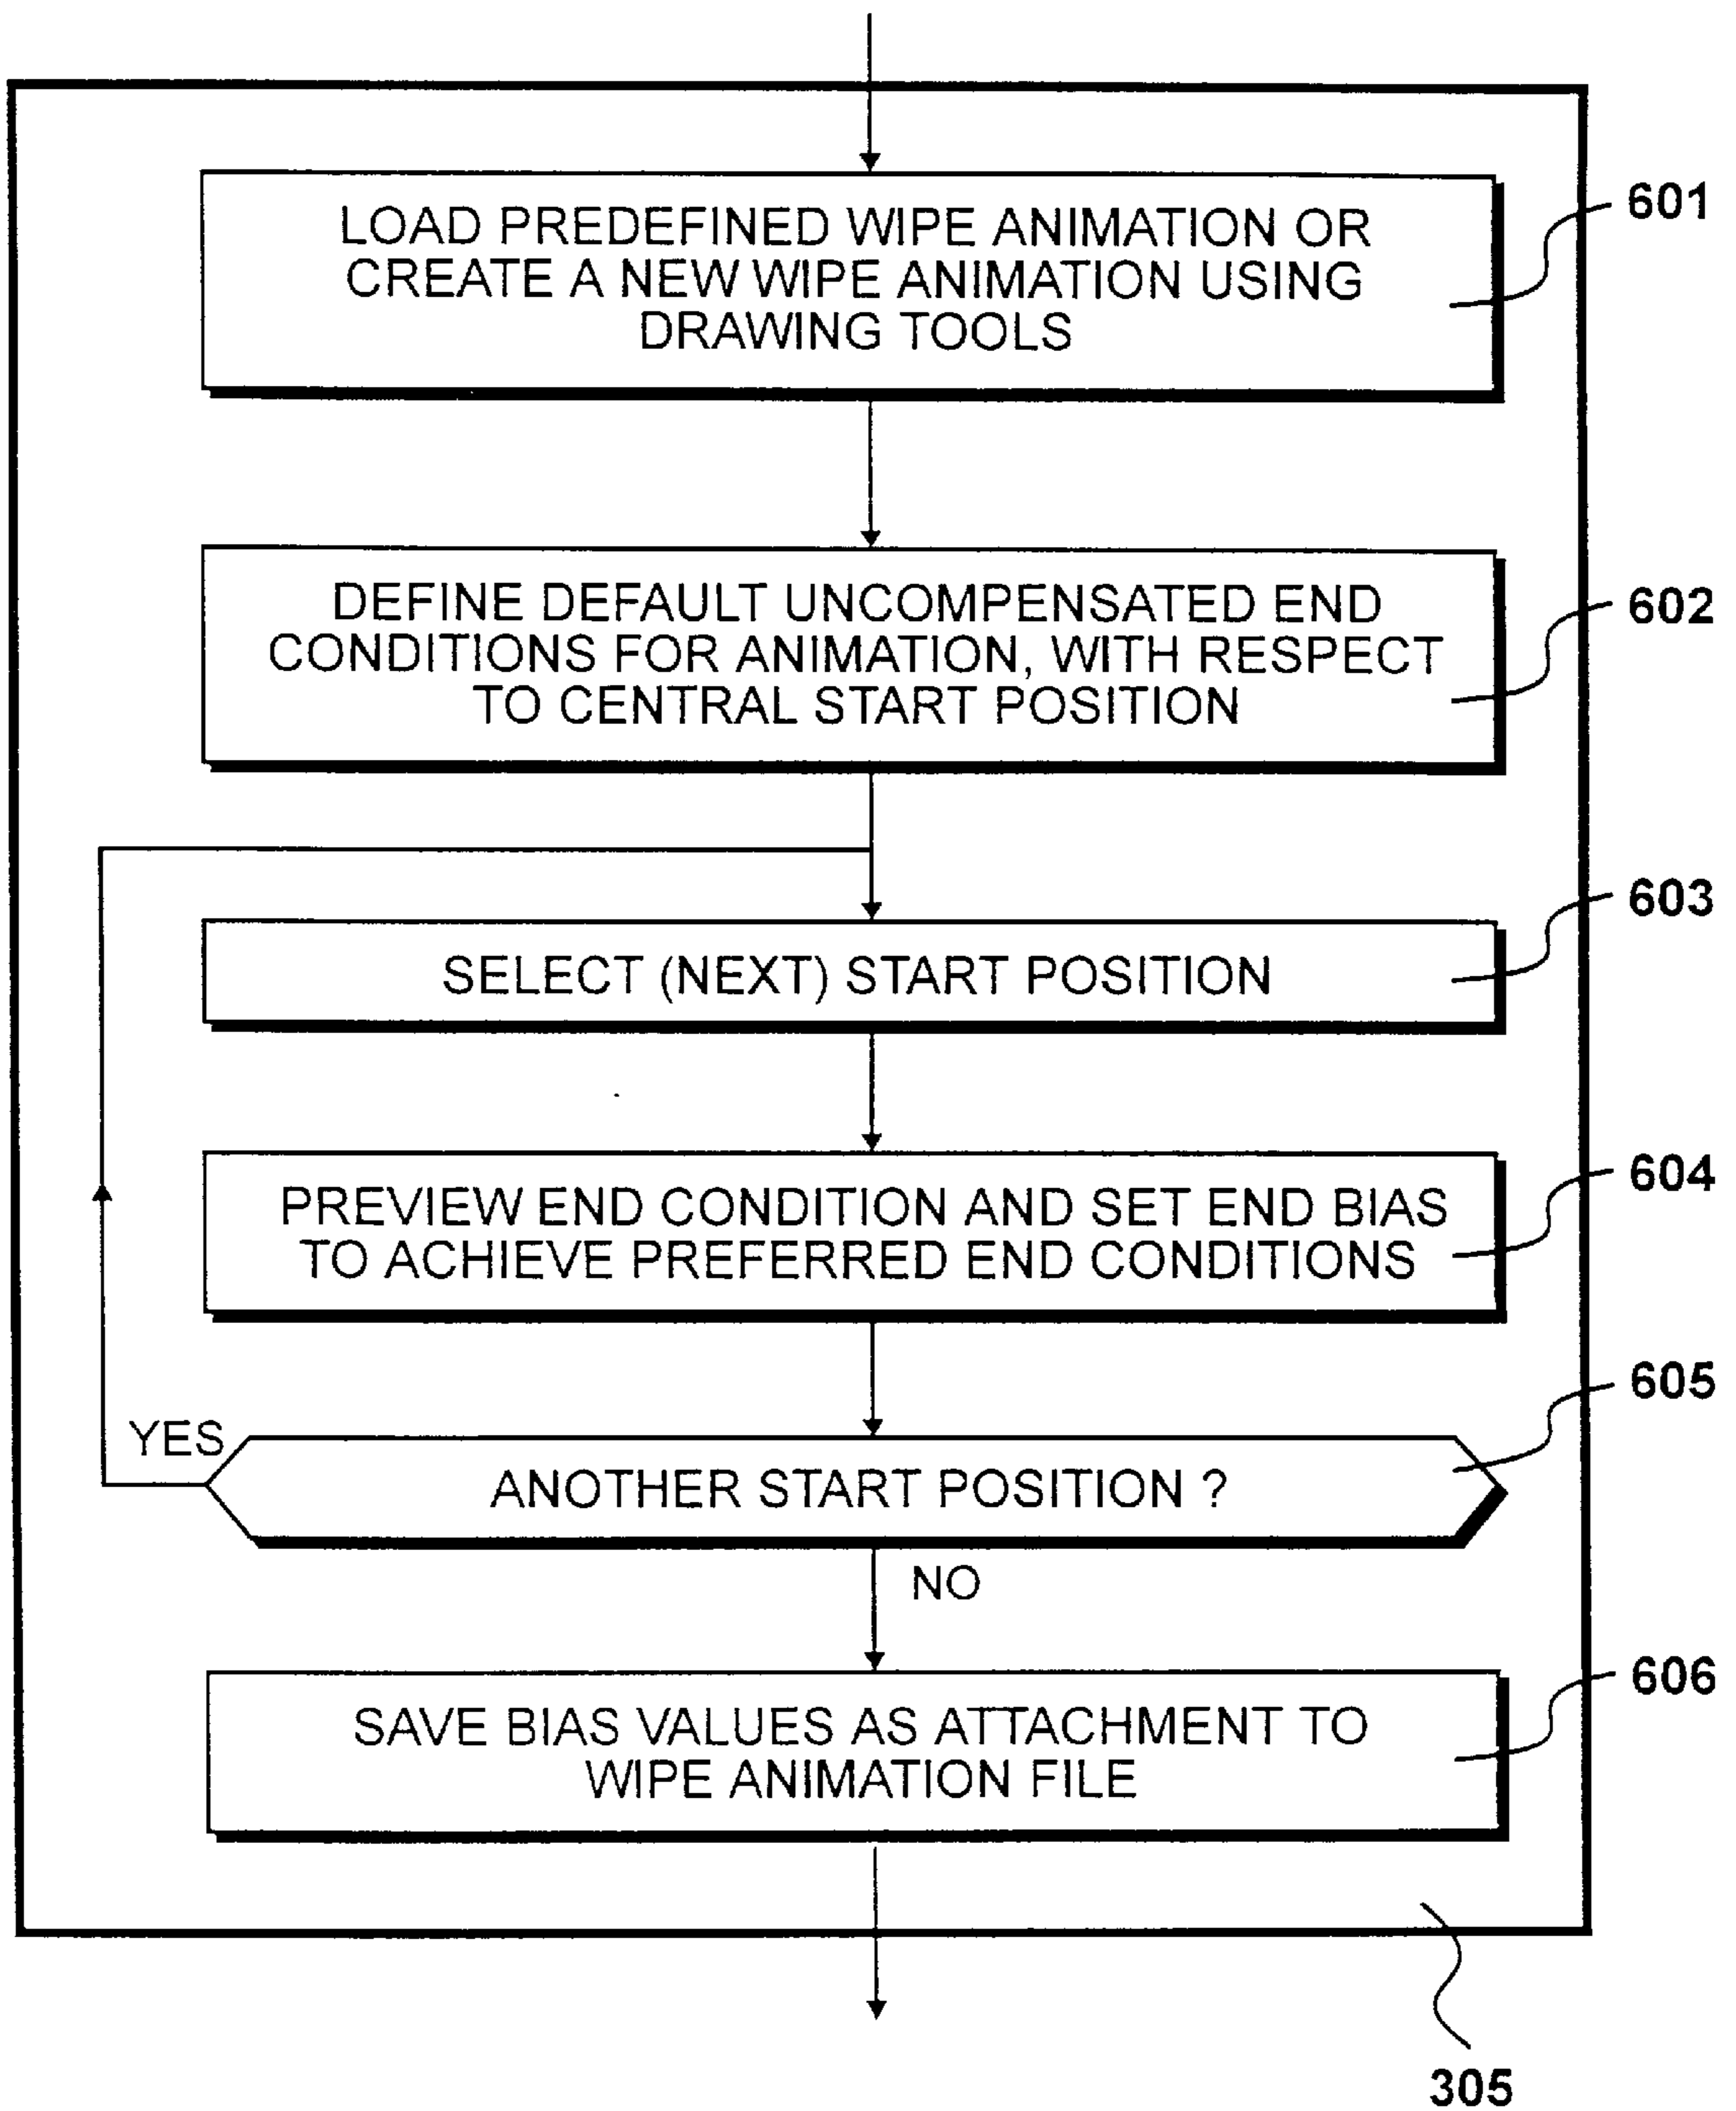 LOAD PREDEFINED WIPE ANIMATION OR
CREATE A NEW WIPE ANIMATION USING
DRAWING TOOLS
601
DEFINE DEFAULT UNCOMPENSATED END
CONDITIONS FOR ANIMATION, WITH RESPECT
TO CENTRAL START POSITION
602
SELECT (NEXT) START POSITION
603
PREVIEW END CONDITION AND SET END BIAS
TO ACHIEVE PREFERRED END CONDITIONS
604
YES
ANOTHER START POSITION ?
605
NO
SAVE BIAS VALUES AS ATTACHMENT TO
WIPE ANIMATION FILE
606
305